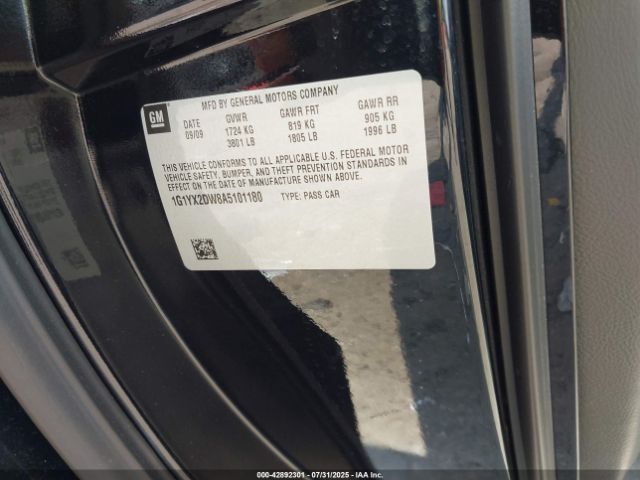 GM
MFD BY GENERAL MOTORS COMPANY
DATE GVWR GAWR FRT GAWR RR
09/09 1724 KG 819 KG 905 KG
3801 LB 1805 LB 1996 LB
THIS VEHICLE CONFORMS TO ALL APPLICABLE U.S. FEDERAL MOTOR
VEHICLE SAFETY, BUMPER, AND THEFT PREVENTION STANDARDS IN
EFFECT ON THE DATE OF MANUFACTURE SHOWN ABOVE.
1G1YX2DW8A5101180 TYPE: PASS CAR
000-42892301 - 07/31/2025 - IAAI.COM